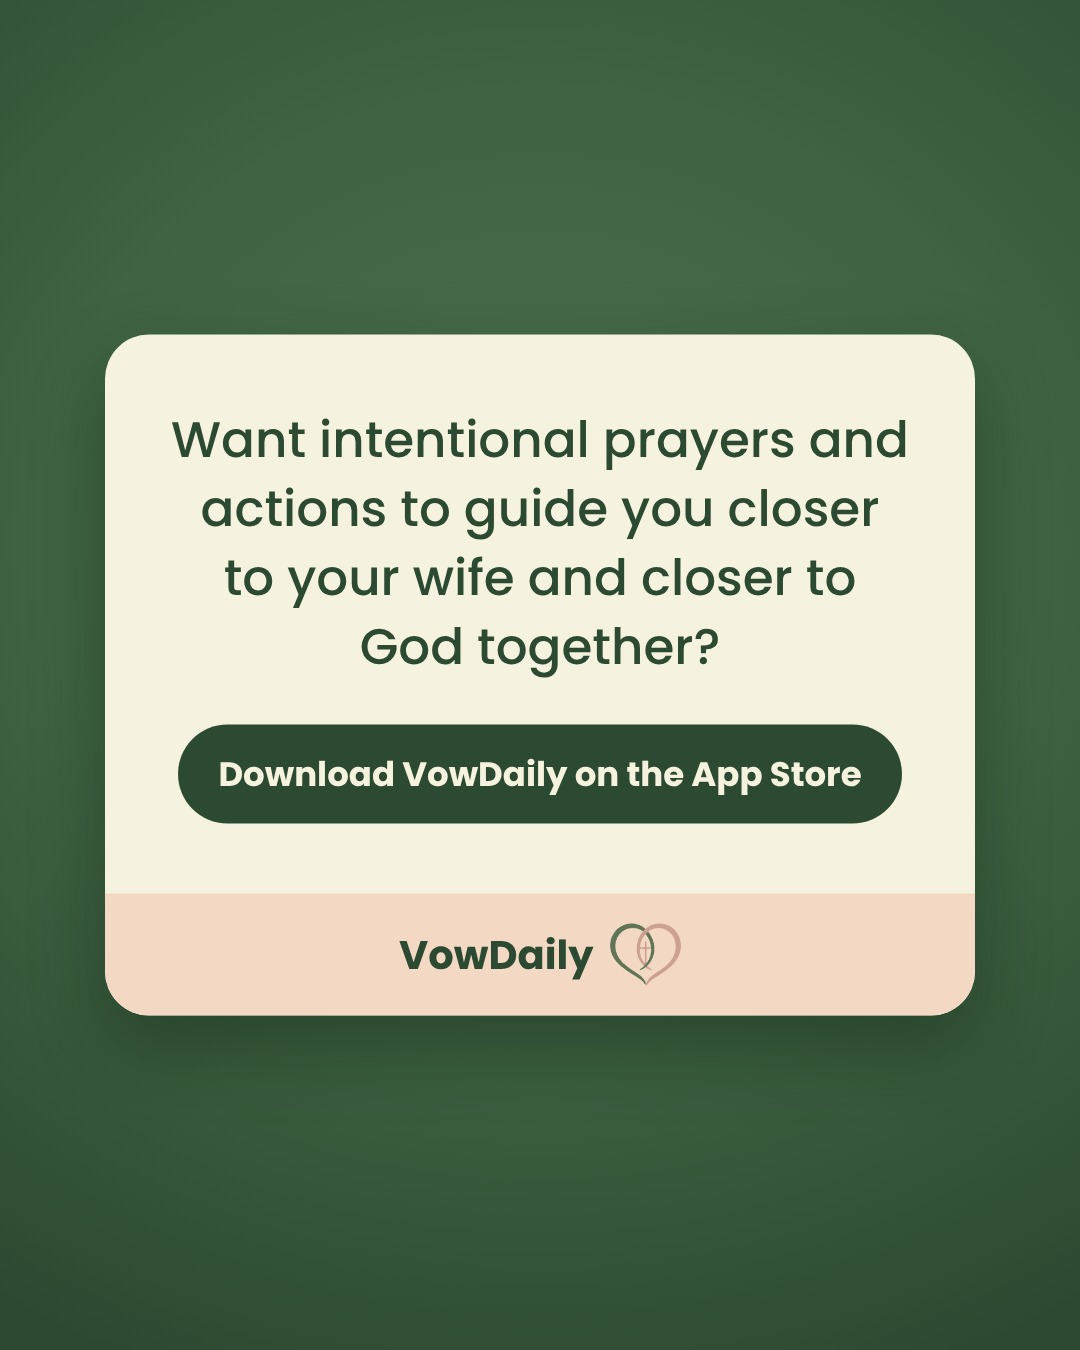 Want intentional prayers and
actions to guide you closer
to your wife and closer to
God together?
Download VowDaily on the App Store
VowDaily